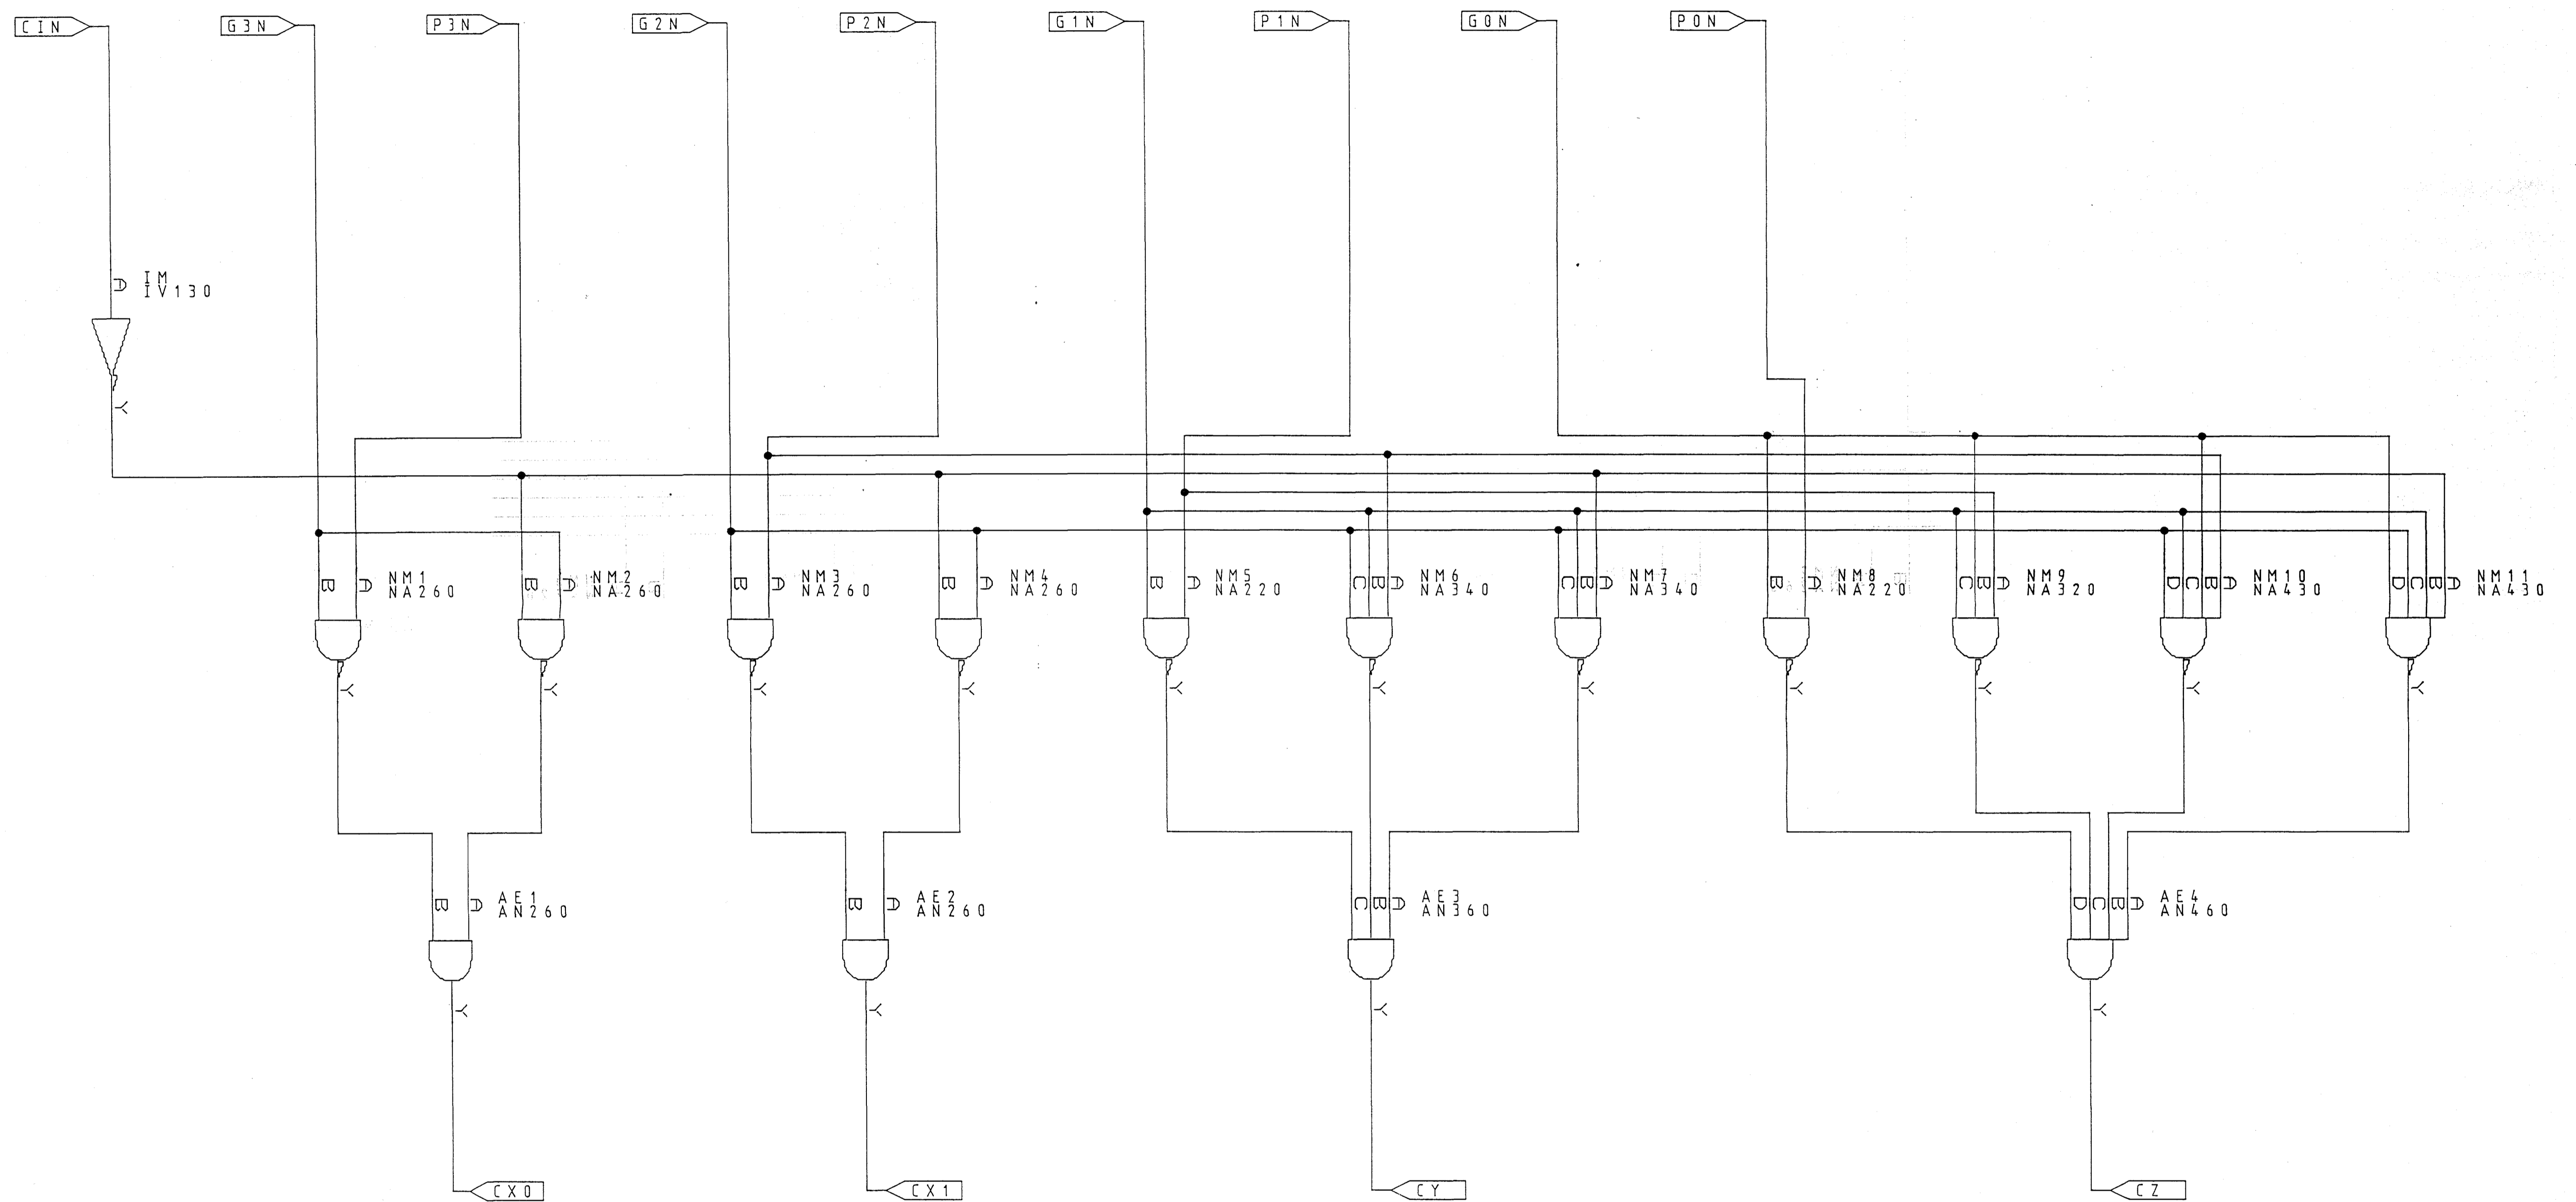 CIN
G3N
P3N
G2N
P2N
G1N
P1N
G0N
P0N
A
IM
IV130
Y
B
A
NM1
NA260
B
A
NM2
NA260
B
A
NM3
NA260
B
A
NM4
NA260
B
A
NM5
NA220
C
B
A
NM6
NA340
C
B
A
NM7
NA340
B
A
NM8
NA220
C
B
A
NM9
NA320
D
C
B
A
NM10
NA430
D
C
B
A
NM11
NA430
Y
Y
Y
Y
Y
Y
Y
Y
Y
Y
Y
B
A
AE1
AN260
B
A
AE2
AN260
C
B
A
AE3
AN360
D
C
B
A
AE4
AN460
Y
Y
Y
Y
CX0
CX1
CY
CZ